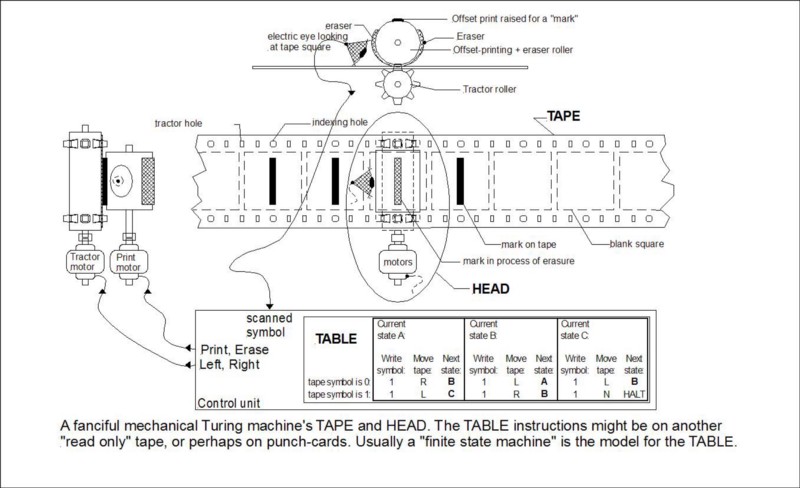 Offset print raised for a "mark"
eraser
electric eye looking
at tape square
Eraser
Offset-printing + eraser roller
Tractor roller
tractor hole
indexing hole
TAPE
mark on tape
blank square
mark in process of erasure
Tractor
motor
Print
motor
motors
HEAD
scanned
symbol
Print, Erase
Left, Right
Control unit
TABLE
Current
state A:
Current
state B:
Current
state C:
Write
symbol:
Move
tape:
Next
state:
Write
symbol:
Move
tape:
Next
state:
Write
symbol:
Move
tape:
Next
state:
tape symbol is 0: 1 R B 1 L A 1 L B
tape symbol is 1: 1 L C 1 R B 1 N HALT
A fanciful mechanical Turing machine's TAPE and HEAD. The TABLE instructions might be on another
"read only" tape, or perhaps on punch-cards. Usually a "finite state machine" is the model for the TABLE.